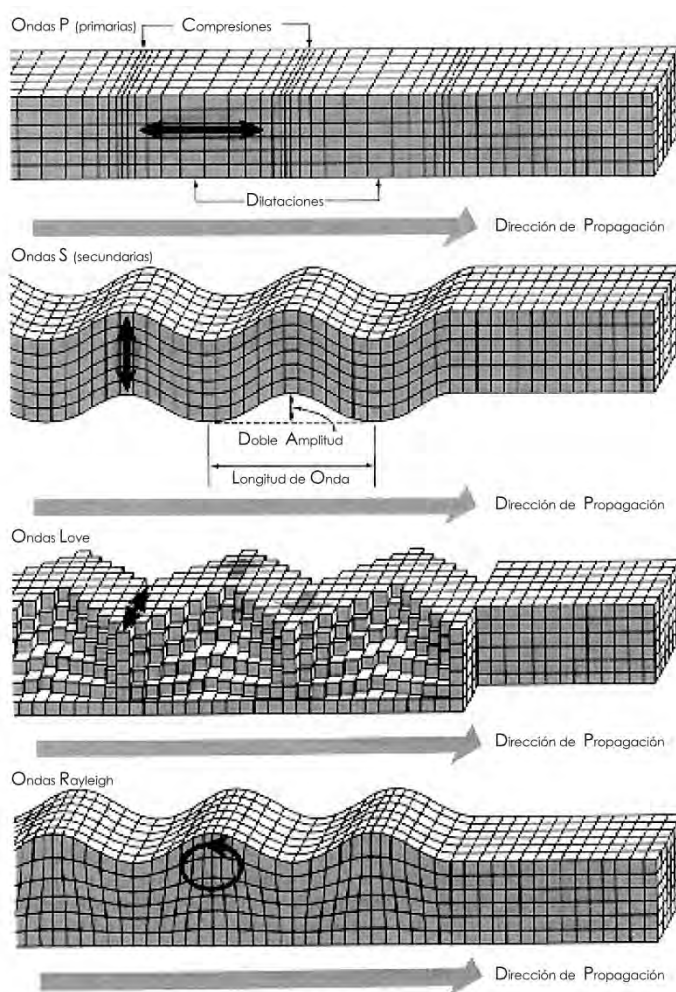 Ondas P (primarias) Compresiones
Dilataciones
Dirección de Propagación
Ondas S (secundarias)
Doble Amplitud
Longitud de Onda
Dirección de Propagación
Ondas Love
Dirección de Propagación
Ondas Rayleigh
Dirección de Propagación